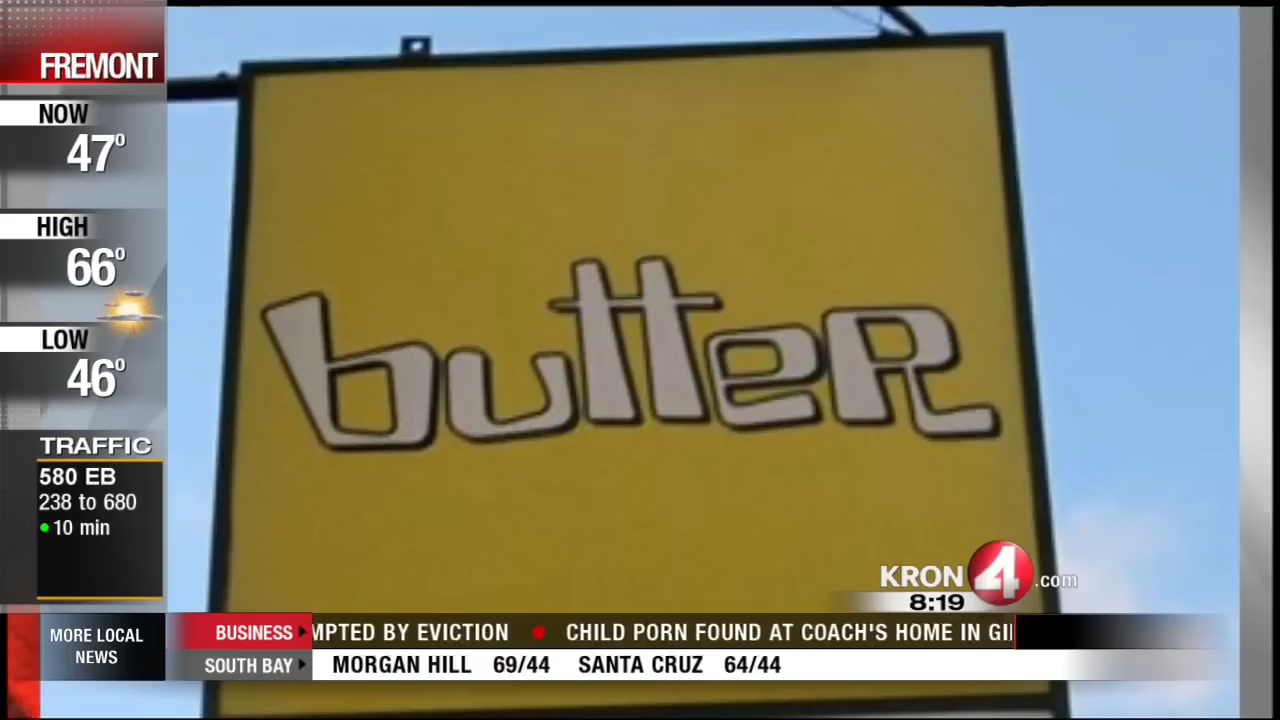 FREMONT
NOW
47°
HIGH
66°
LOW
46°
TRAFFIC
580 EB
238 to 680
10 min
butteR
KRON 4 .com
8:19
MORE LOCAL
NEWS
BUSINESS
MPTED BY EVICTION • CHILD PORN FOUND AT COACH'S HOME IN GI
SOUTH BAY
MORGAN HILL 69/44 SANTA CRUZ 64/44